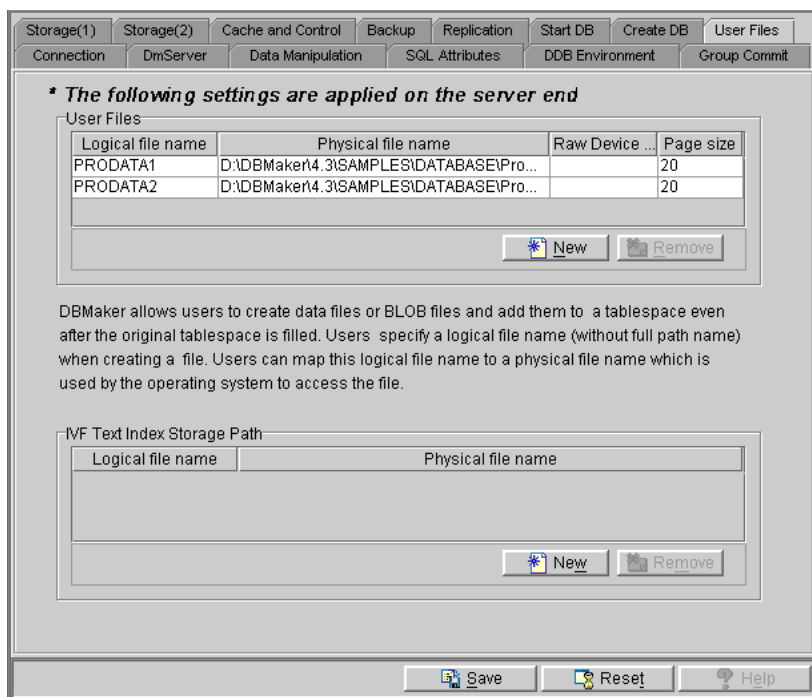 Storage(1) Storage(2) Cache and Control Backup Replication Start DB Create DB User Files
Connection DmServer Data Manipulation SQL Attributes DDB Environment Group Commit
* The following settings are applied on the server end
User Files
Logical file name Physical file name Raw Device ... Page size
PRODATA1 D:\DBMaker\4.3\SAMPLES\DATABASE\Pro... 20
PRODATA2 D:\DBMaker\4.3\SAMPLES\DATABASE\Pro... 20
New Remove
DBMaker allows users to create data files or BLOB files and add them to a tablespace even
after the original tablespace is filled. Users specify a logical file name (without full path name)
when creating a file. Users can map this logical file name to a physical file name which is
used by the operating system to access the file.
IVF Text Index Storage Path
Logical file name Physical file name
New Remove
Save Reset Help